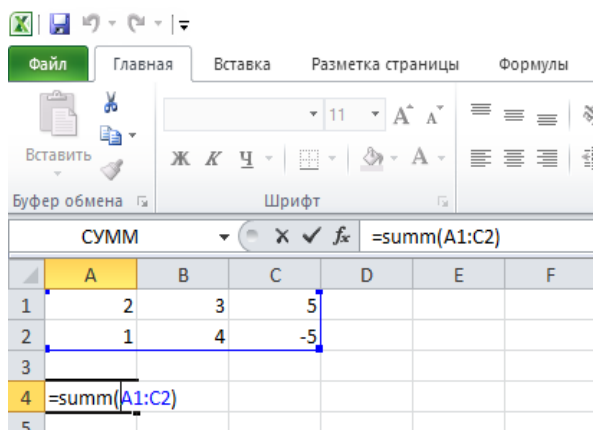 Файл Главная Вставка Разметка страницы Формулы
11 A A
Вставить Ж К Ч A
Буфер обмена Шрифт
СУММ fx =summ(A1:C2)
A B C D E F
1 2 3 5
2 1 4 -5
3
4 =summ(A1:C2)
5